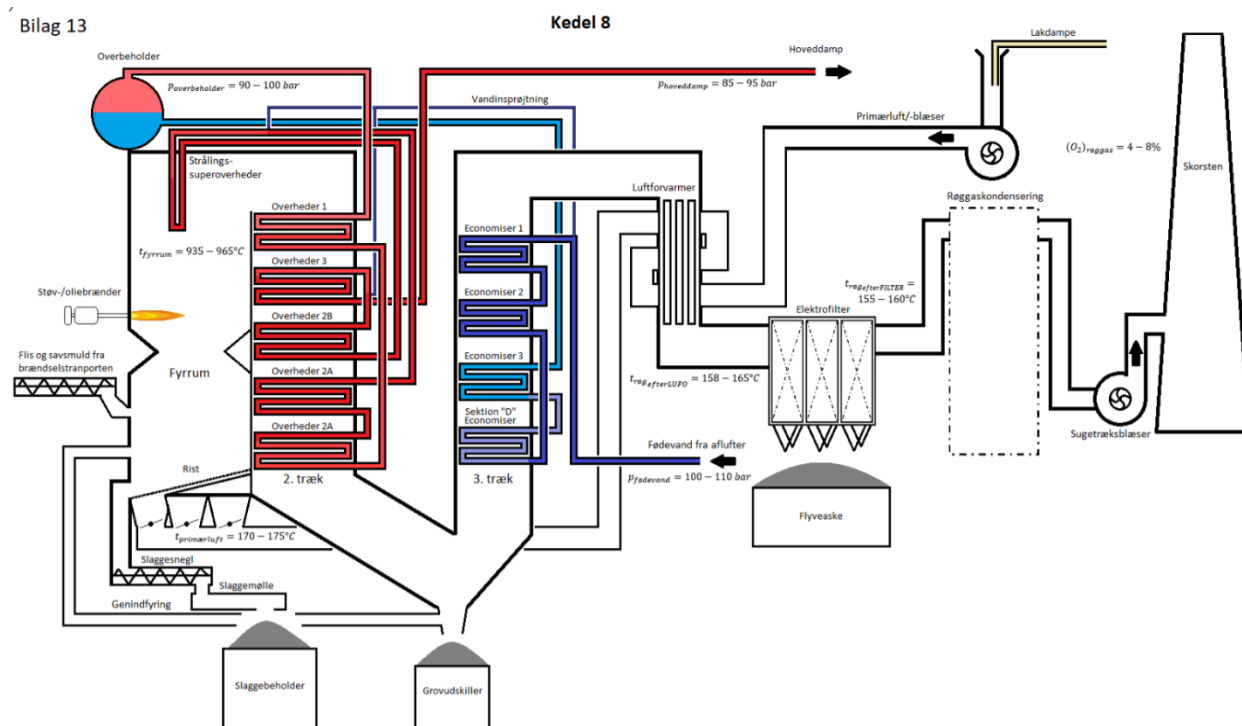 Bilag 13
Kedel 8
Overbeholder
Hoveddamp
Lakdampe
p_overbeholder = 90 – 100 bar
p_hoveddamp = 85 – 95 bar
Vandinsprøjtning
Primærluft/-blæser
Strålings-
superoverheder
(O₂)_røggas = 4 – 8%
Skorsten
Luftforvarmer
Røggaskondensering
Overheder 1
Economiser 1
t_fyrrum = 935 – 965°C
Overheder 3
t_røg_efterFILTER =
155 – 160°C
Støv-/oliebrænder
Economiser 2
Elektrofilter
Overheder 2B
Flis og savsmuld fra
brændselstranporten
Fyrrum
Economiser 3
t_røg_efterLUFO = 158 – 165°C
Overheder 2A
Sektion "D"
Economiser
Sugetræksblæser
Overheder 2A
Fødevand fra aflufter
Rist
2. træk
3. træk
p_fødevand = 100 – 110 bar
Flyveaske
t_primærluft = 170 – 175°C
Slaggesnegl
Slaggemølle
Genindfyring
Slaggebeholder
Grovudskiller